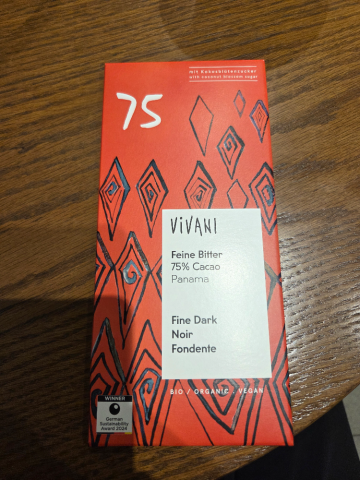 mit Kokosblütenzucker
with coconut blossom sugar
75
ViVANI
Feine Bitter
75% Cacao
Panama
Fine Dark
Noir
Fondente
BIO / ORGANIC . VEGAN
WINNER
German
Sustainability
Award 2024